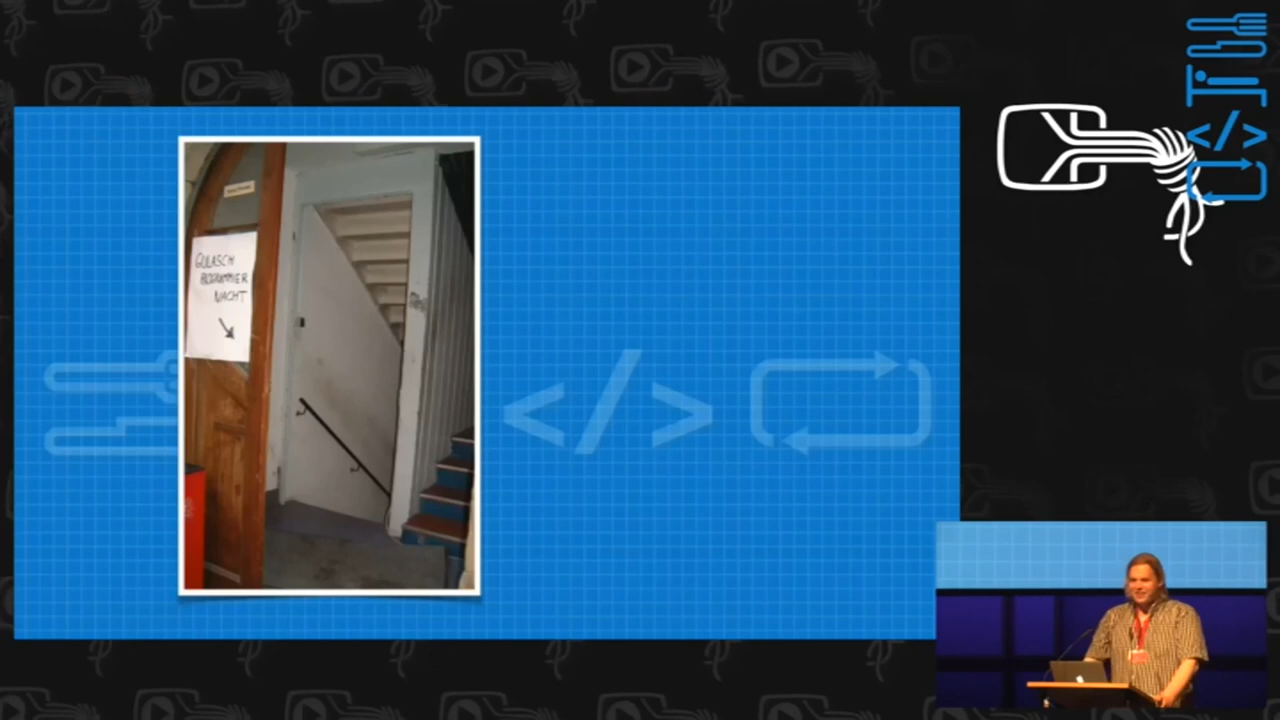 GULASCH
PROGRAMMIER
NACHT
</>
</>